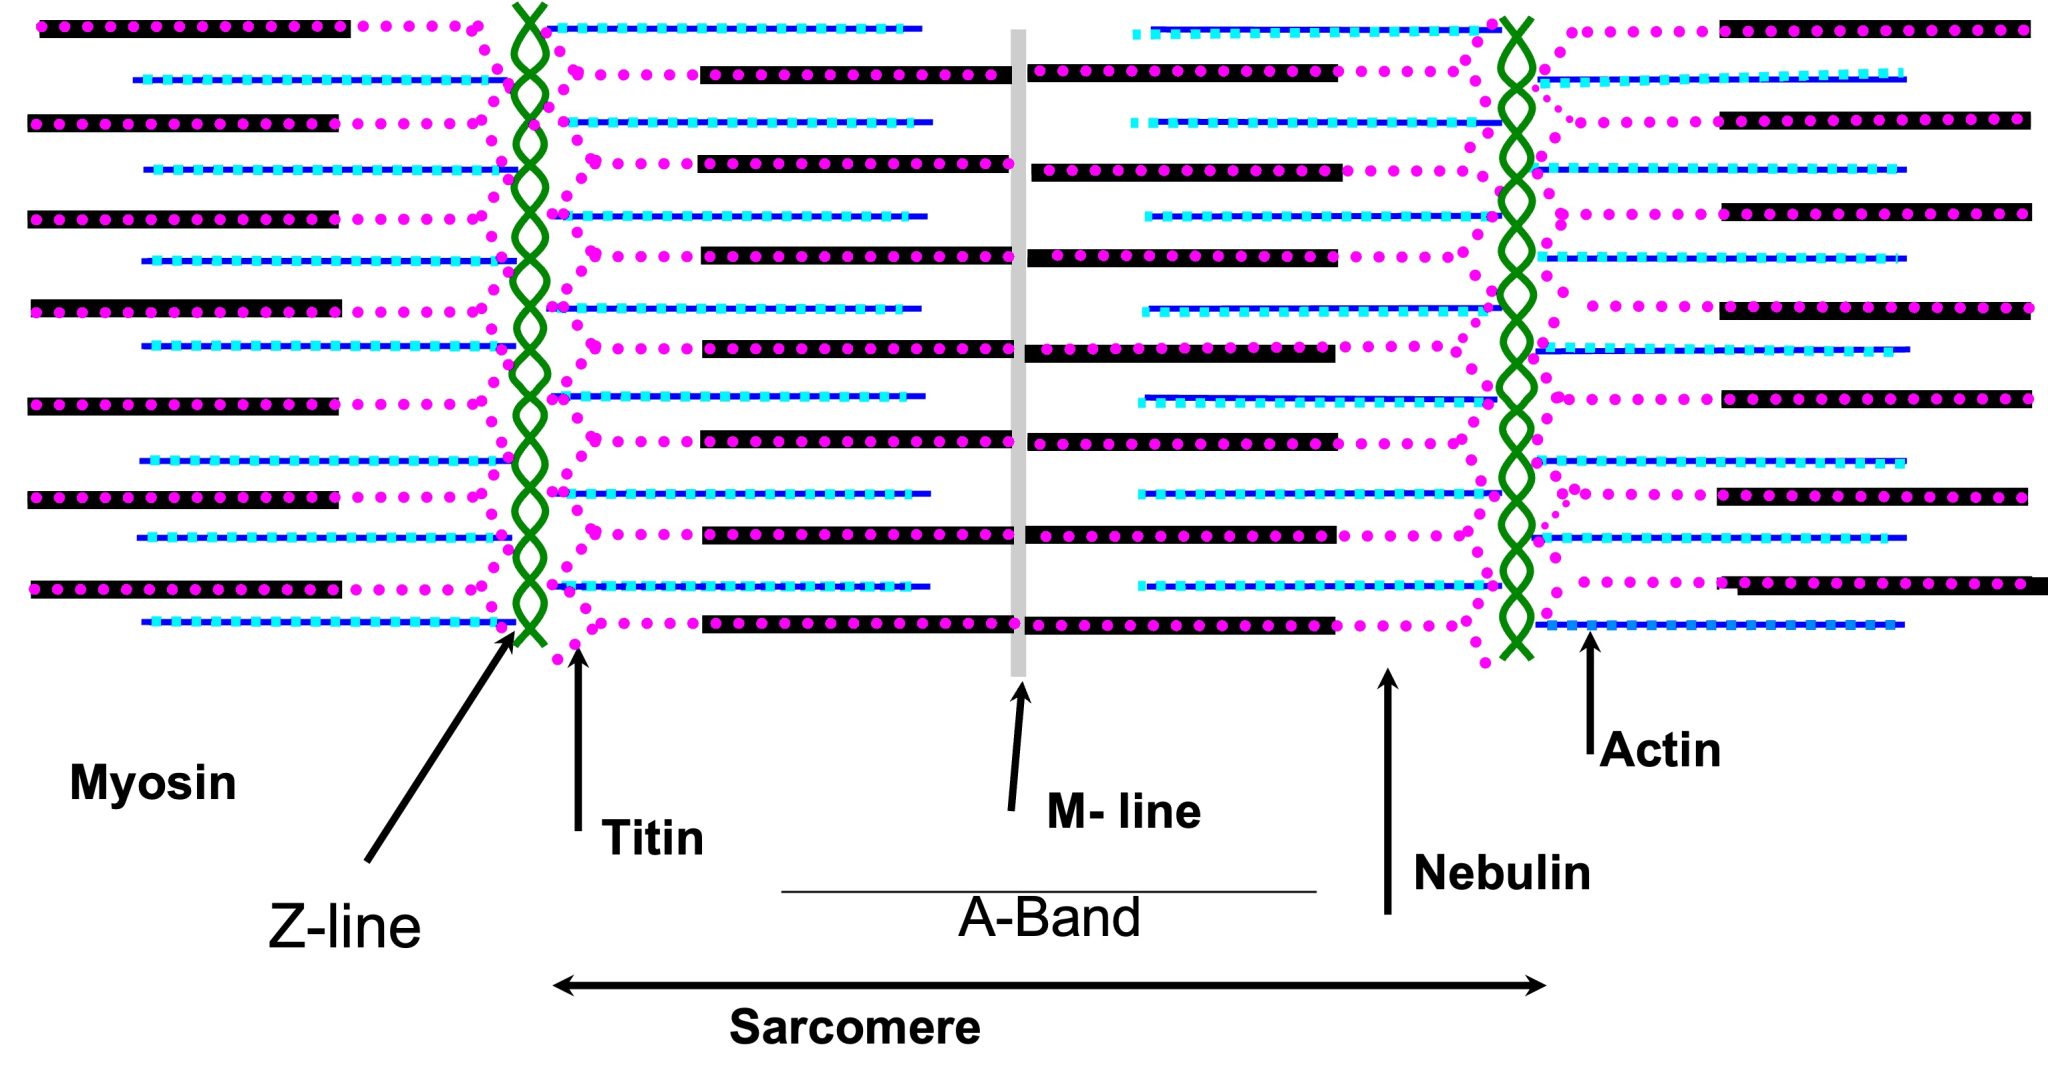 Myosin
Z-line
Titin
M- line
A-Band
Sarcomere
Nebulin
Actin